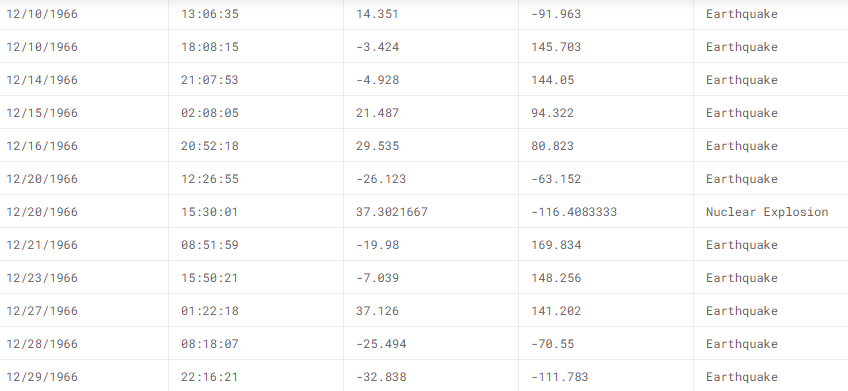 12/10/1966 13:06:35 14.351 -91.963 Earthquake
12/10/1966 18:08:15 -3.424 145.703 Earthquake
12/14/1966 21:07:53 -4.928 144.05 Earthquake
12/15/1966 02:08:05 21.487 94.322 Earthquake
12/16/1966 20:52:18 29.535 80.823 Earthquake
12/20/1966 12:26:55 -26.123 -63.152 Earthquake
12/20/1966 15:30:01 37.3021667 -116.4083333 Nuclear Explosion
12/21/1966 08:51:59 -19.98 169.834 Earthquake
12/23/1966 15:50:21 -7.039 148.256 Earthquake
12/27/1966 01:22:18 37.126 141.202 Earthquake
12/28/1966 08:18:07 -25.494 -70.55 Earthquake
12/29/1966 22:16:21 -32.838 -111.783 Earthquake